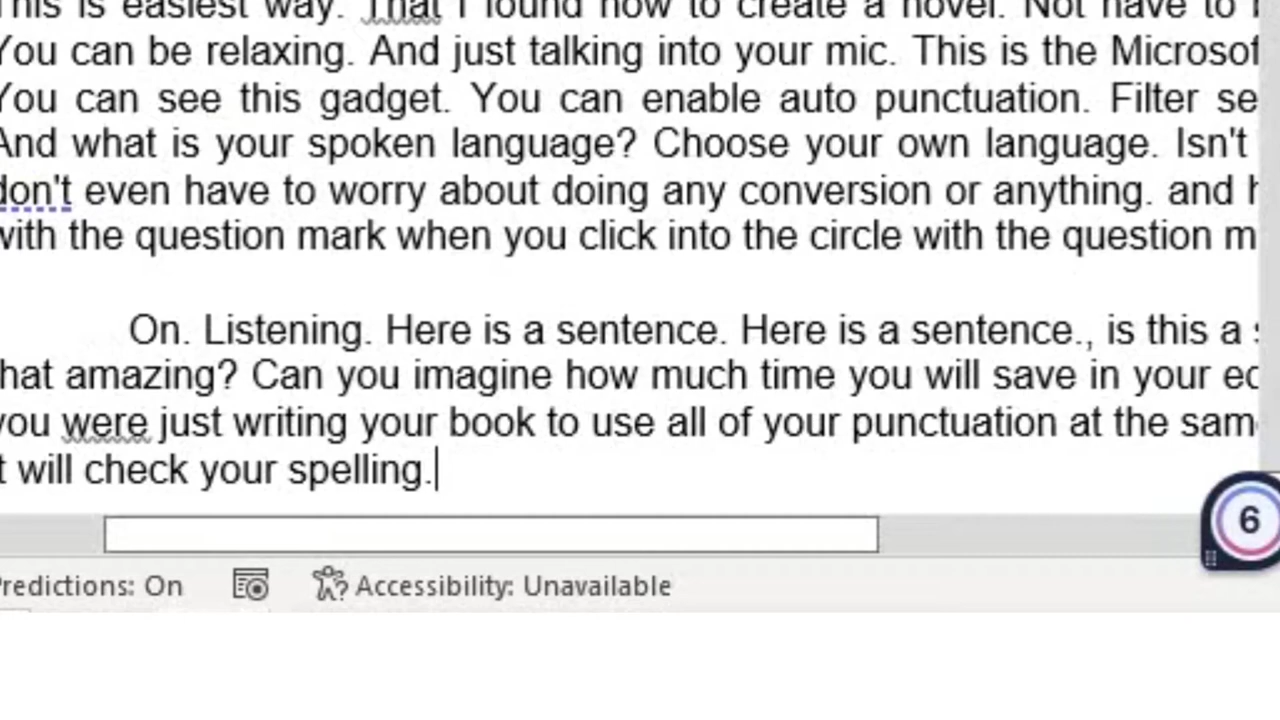 This is easiest way. That I found how to create a novel. Not have to
You can be relaxing. And just talking into your mic. This is the Microsof
You can see this gadget. You can enable auto punctuation. Filter se
And what is your spoken language? Choose your own language. Isn't
don't even have to worry about doing any conversion or anything. and
with the question mark when you click into the circle with the question m
On. Listening. Here is a sentence. Here is a sentence., is this a
that amazing? Can you imagine how much time you will save in your
you were just writing your book to use all of your punctuation at the sam
t will check your spelling.
6
Predictions: On Accessibility: Unavailable